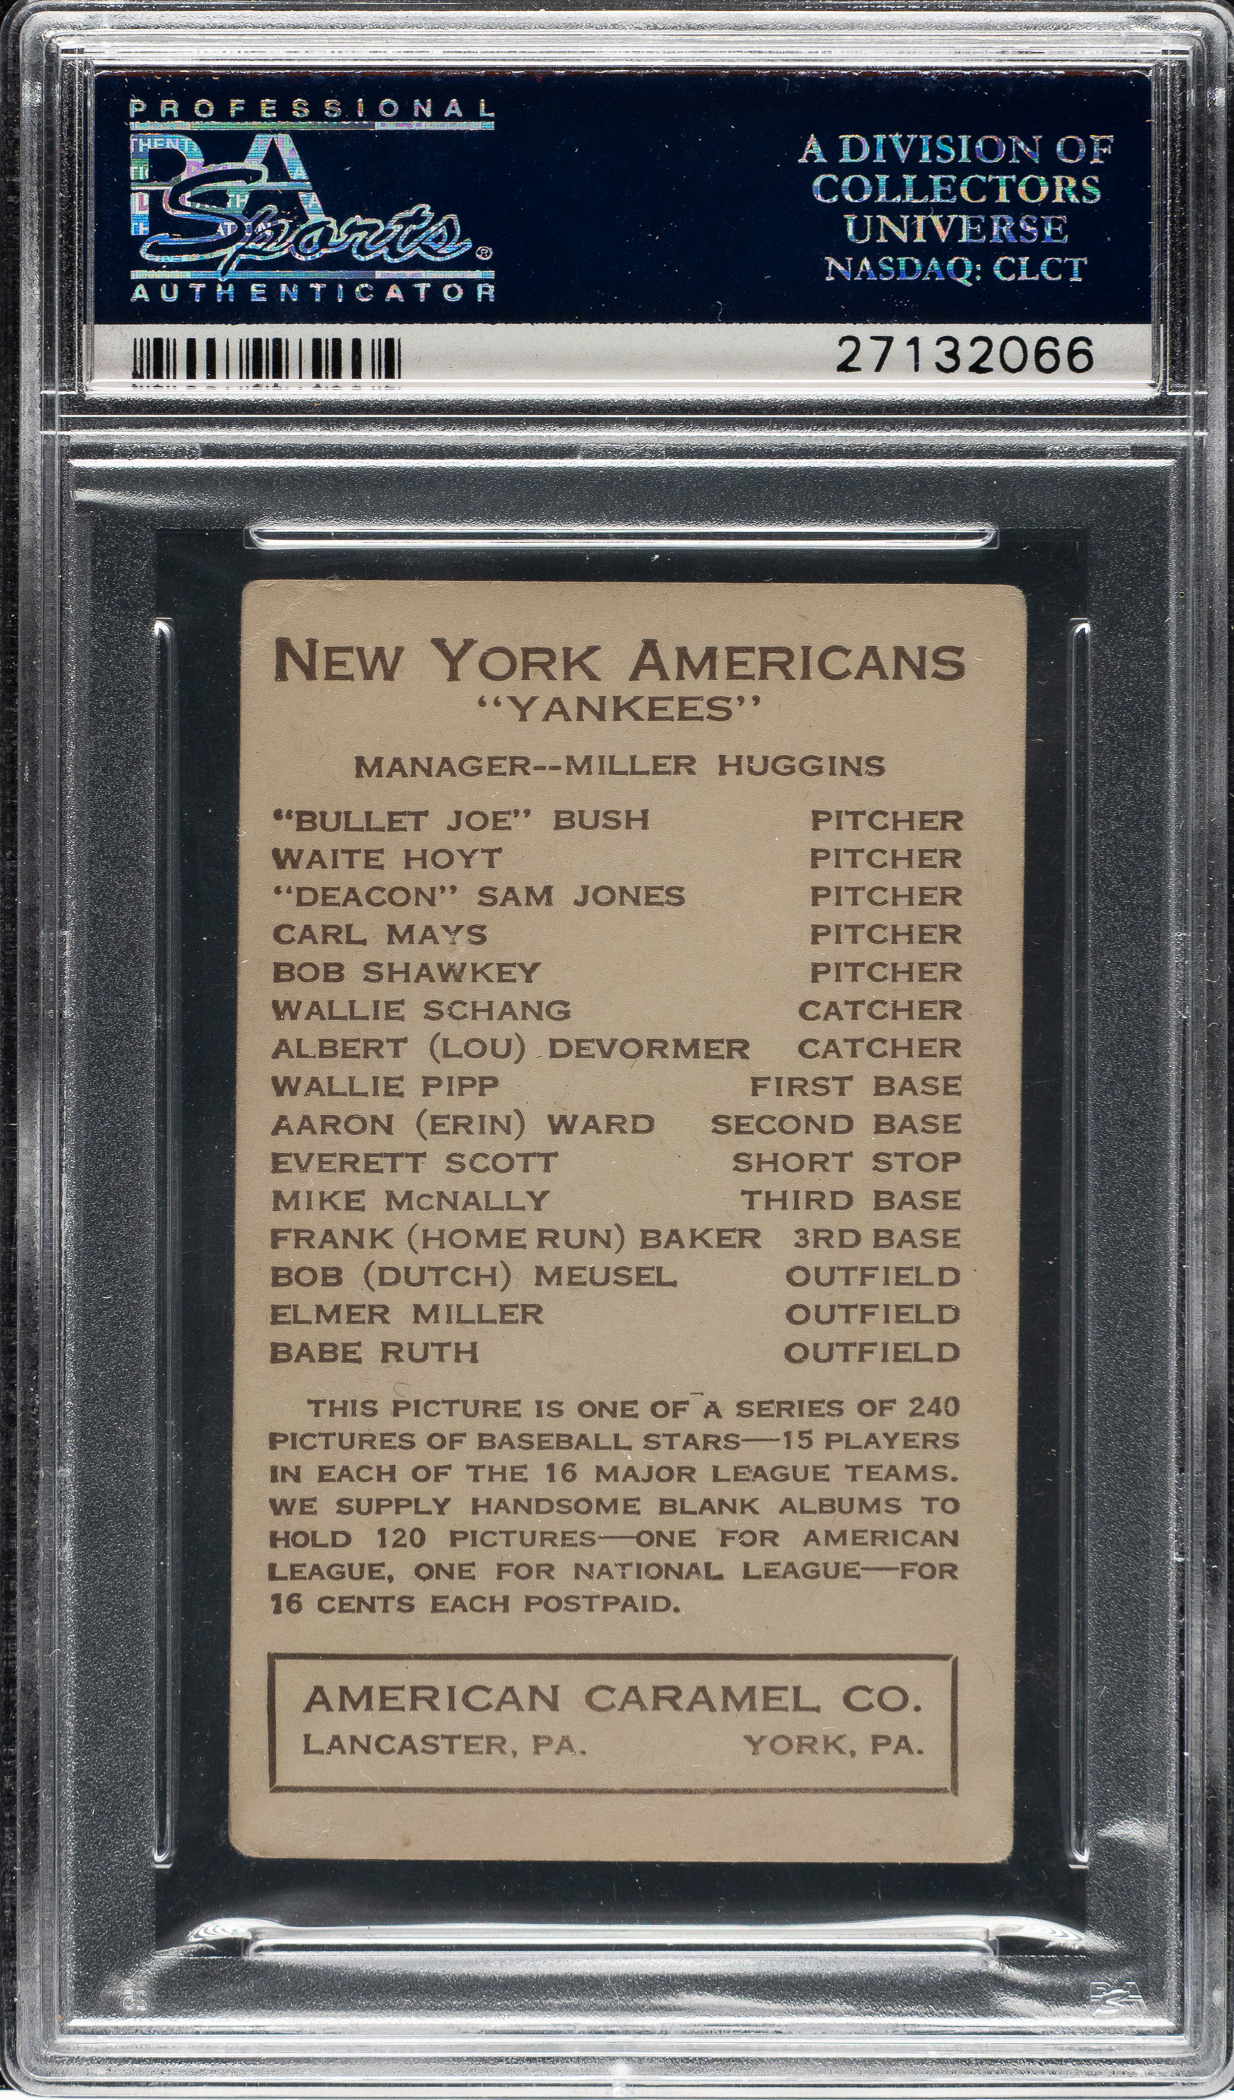 PROFESSIONAL
PSA
Sports®
AUTHENTICATOR
A DIVISION OF
COLLECTORS
UNIVERSE
NASDAQ: CLCT
27132066
NEW YORK AMERICANS
“YANKEES”
MANAGER--MILLER HUGGINS
“BULLET JOE” BUSH PITCHER
WAITE HOYT PITCHER
“DEACON” SAM JONES PITCHER
CARL MAYS PITCHER
BOB SHAWKEY PITCHER
WALLIE SCHANG CATCHER
ALBERT (LOU) DEVORMER CATCHER
WALLIE PIPP FIRST BASE
AARON (ERIN) WARD SECOND BASE
EVERETT SCOTT SHORT STOP
MIKE McNALLY THIRD BASE
FRANK (HOME RUN) BAKER 3RD BASE
BOB (DUTCH) MEUSEL OUTFIELD
ELMER MILLER OUTFIELD
BABE RUTH OUTFIELD
THIS PICTURE IS ONE OF A SERIES OF 240
PICTURES OF BASEBALL STARS—15 PLAYERS
IN EACH OF THE 16 MAJOR LEAGUE TEAMS.
WE SUPPLY HANDSOME BLANK ALBUMS TO
HOLD 120 PICTURES—ONE FOR AMERICAN
LEAGUE, ONE FOR NATIONAL LEAGUE—FOR
16 CENTS EACH POSTPAID.
AMERICAN CARAMEL CO.
LANCASTER, PA. YORK, PA.
PSA